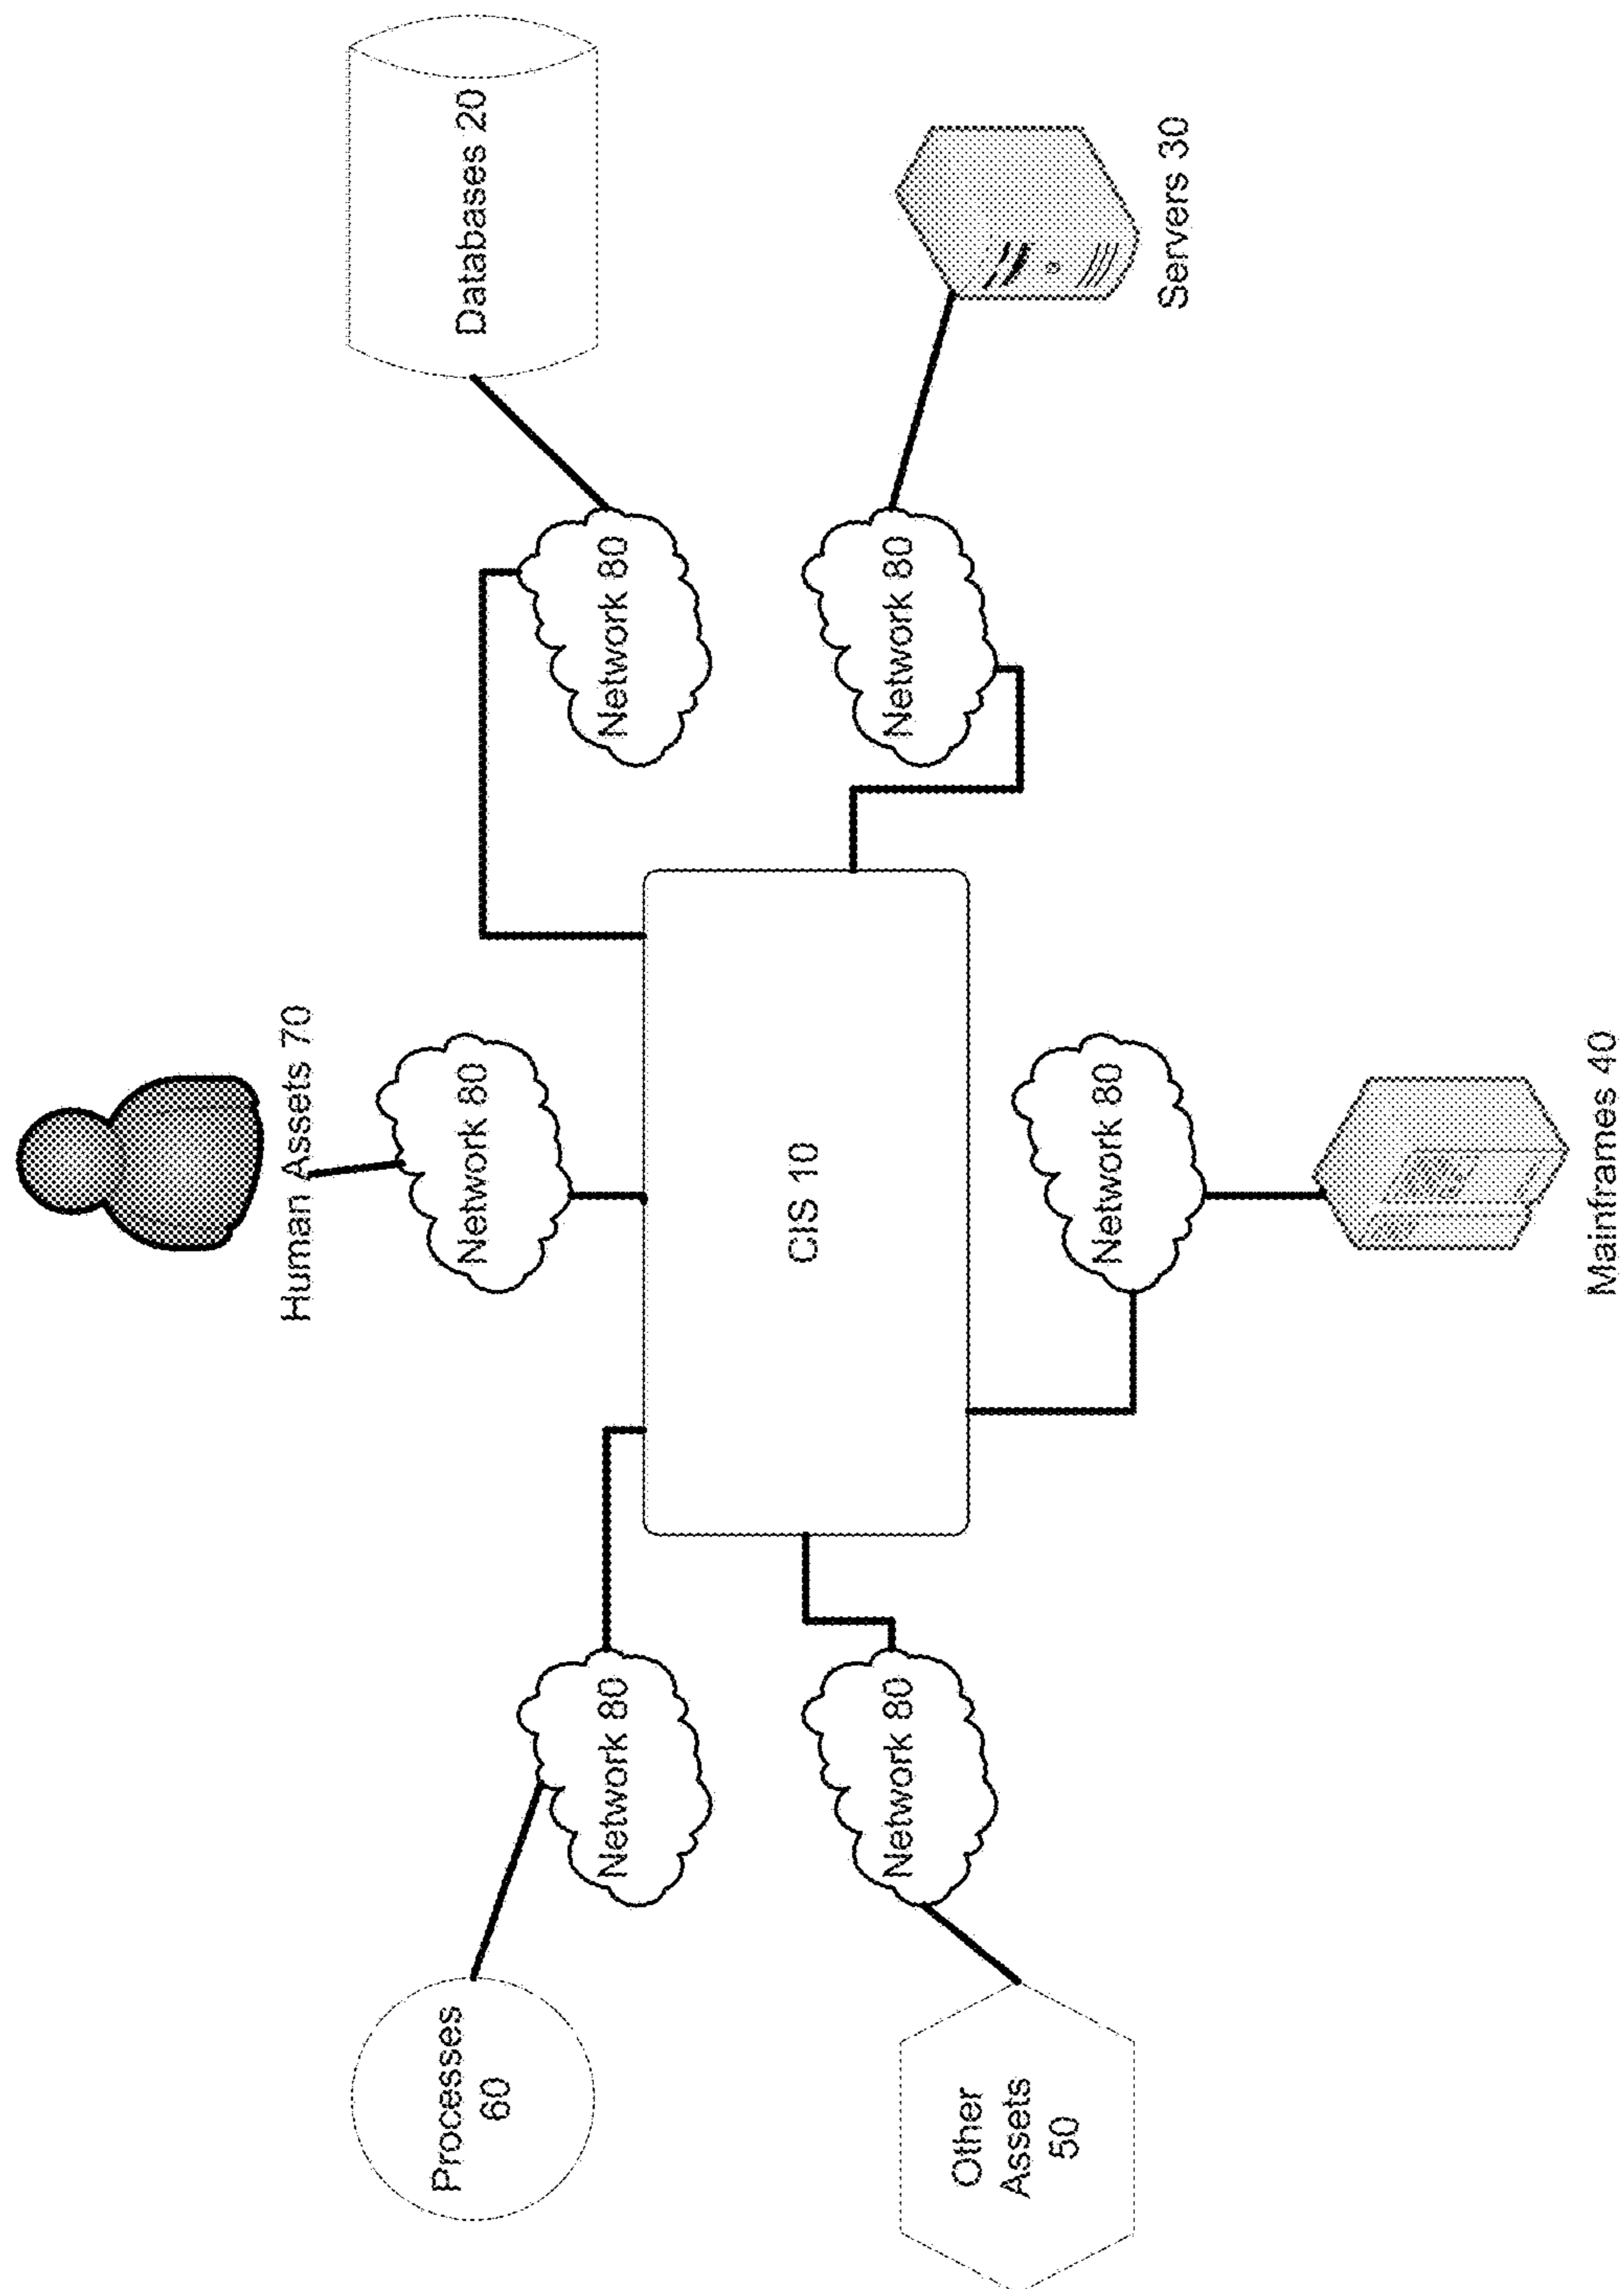 Human Assets 70
Processes
60
Databases 20
Network 80
Network 80
Network 80
CIS 10
Network 80
Network 80
Network 80
Other
Assets
50
Servers 30
Mainframes 40